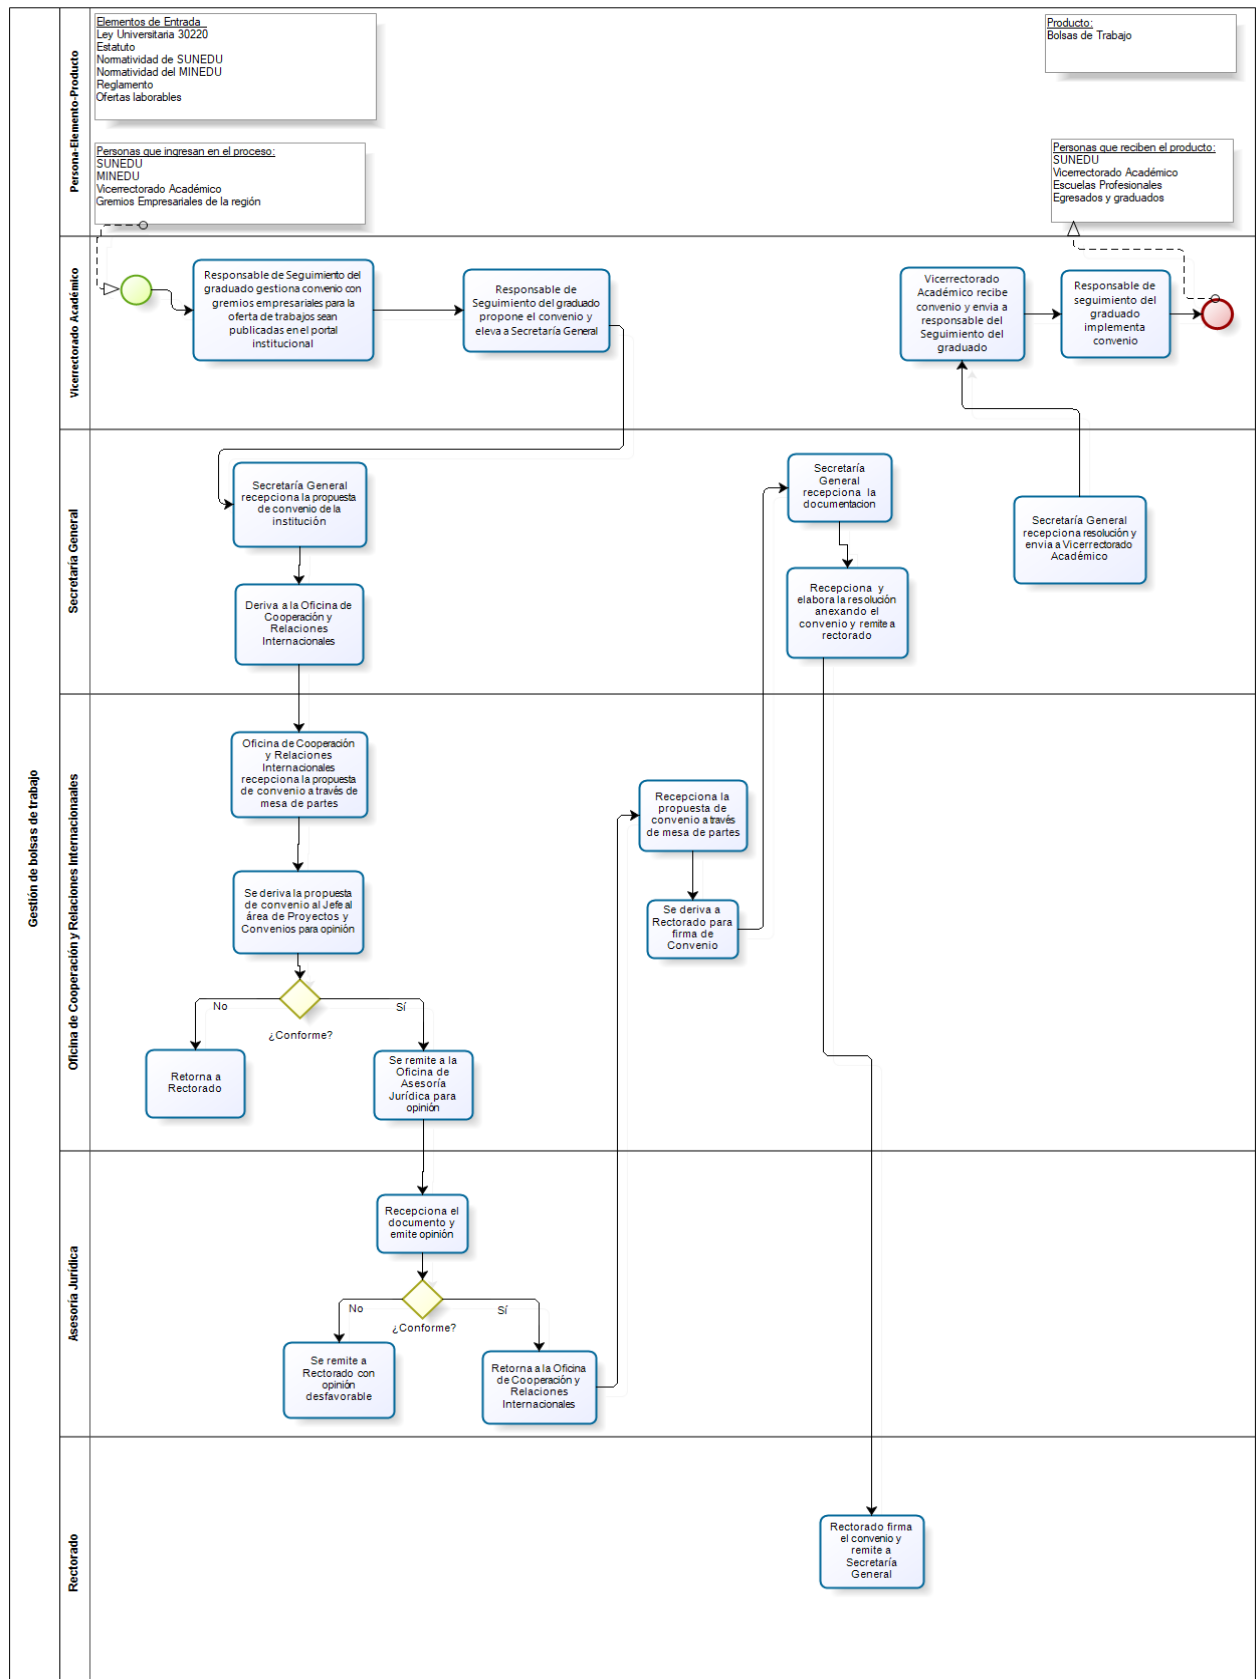 Gestión de bolsas de trabajo
Persona-Elemento-Producto
Elementos de Entrada
Ley Universitaria 30220
Estatuto
Normatividad de SUNEDU
Normatividad del MINEDU
Reglamento
Ofertas laborables
Producto:
Bolsas de Trabajo
Personas que ingresan en el proceso:
SUNEDU
MINEDU
Vicerrectorado Académico
Gremios Empresariales de la región
Personas que reciben el producto:
SUNEDU
Vicerrectorado Académico
Escuelas Profesionales
Egresados y graduados
Vicerrectorado Académico
Responsable de Seguimiento del
graduado gestiona convenio con
gremios empresariales para la
oferta de trabajos sean
publicadas en el portal
institucional
Responsable de
Seguimiento del graduado
propone el convenio y
eleva a Secretaría General
Vicerrectorado
Académico recibe
convenio y envia a
responsable del
Seguimiento del
graduado
Responsable de
seguimiento del
graduado
implementa
convenio
Secretaría General
Secretaría General
recepciona la propuesta
de convenio de la
institución
Deriva a la Oficina de
Cooperación y
Relaciones
Internacionales
Secretaría
General
recepciona la
documentacion
Recepciona y
elabora la resolución
anexando el
convenio y remite a
rectorado
Secretaría General
recepciona resolución y
envia a Vicerrectorado
Académico
Oficina de Cooperación y Relaciones Internacionaales
Oficina de Cooperación
y Relaciones
Internacionales
recepciona la propuesta
de convenio a través de
mesa de partes
Se deriva la propuesta
de convenio al Jefe al
área de Proyectos y
Convenios para opinión
No
Sí
¿Conforme?
Retorna a
Rectorado
Se remite a la
Oficina de
Asesoría
Jurídica para
opinión
Recepciona la
propuesta de
convenio a través
de mesa de partes
Se deriva a
Rectorado para
firma de
Convenio
Asesoría Jurídica
Recepciona el
documento y
emite opinión
No
Sí
¿Conforme?
Se remite a
Rectorado con
opinión
desfavorable
Retorna a la Oficina
de Cooperación y
Relaciones
Internacionales
Rectorado
Rectorado firma
el convenio y
remite a
Secretaría
General